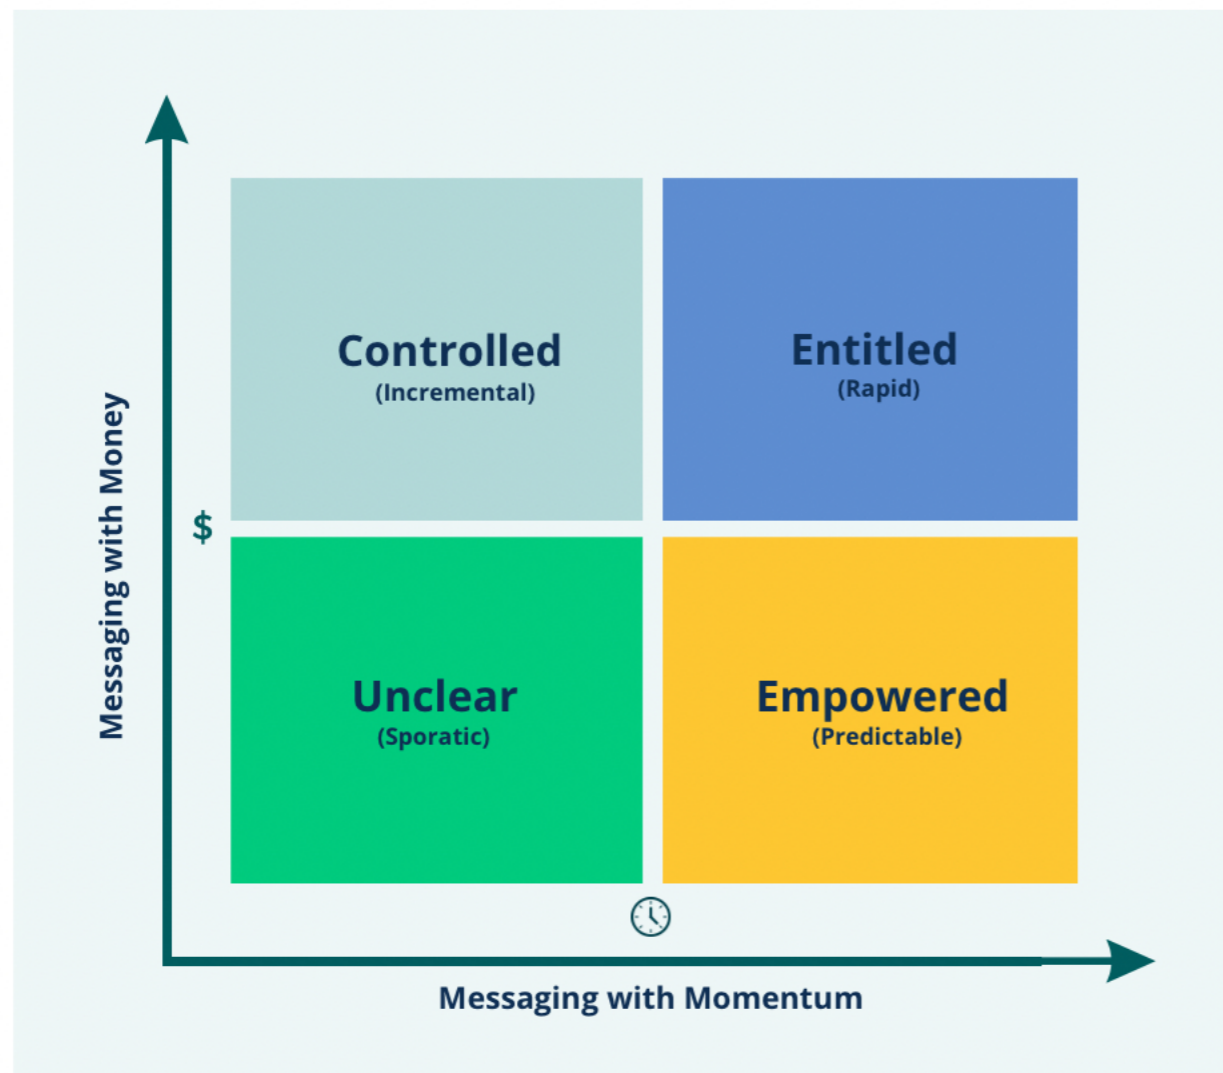 Controlled
(Incremental)
Entitled
(Rapid)
Messaging with Money
$
Unclear
(Sporatic)
Empowered
(Predictable)
Messaging with Momentum